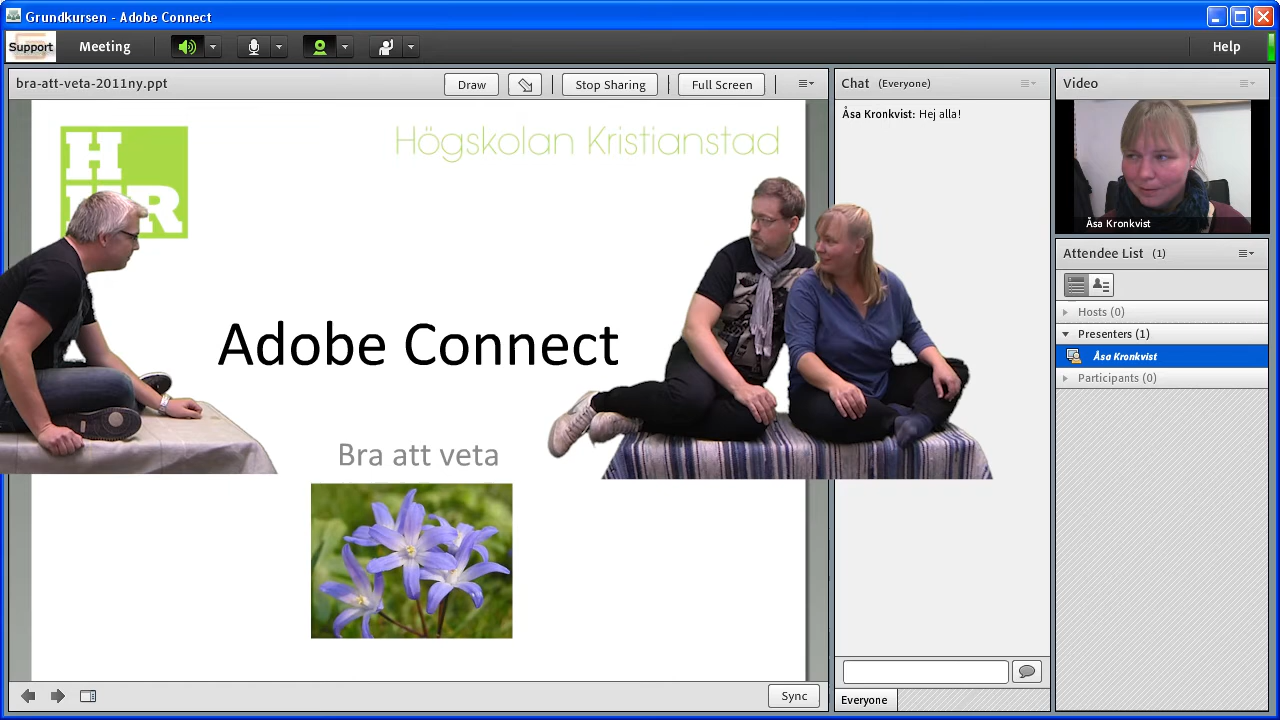 Grundkursen - Adobe Connect
Support
Meeting
Help
bra-att-veta-2011ny.ppt
Draw
Stop Sharing
Full Screen
Högskolan Kristianstad
Adobe Connect
Bra att veta
Sync
Chat (Everyone)
Åsa Kronkvist: Hej alla!
Everyone
Video
Åsa Kronkvist
Attendee List (1)
Hosts (0)
Presenters (1)
Åsa Kronkvist
Participants (0)